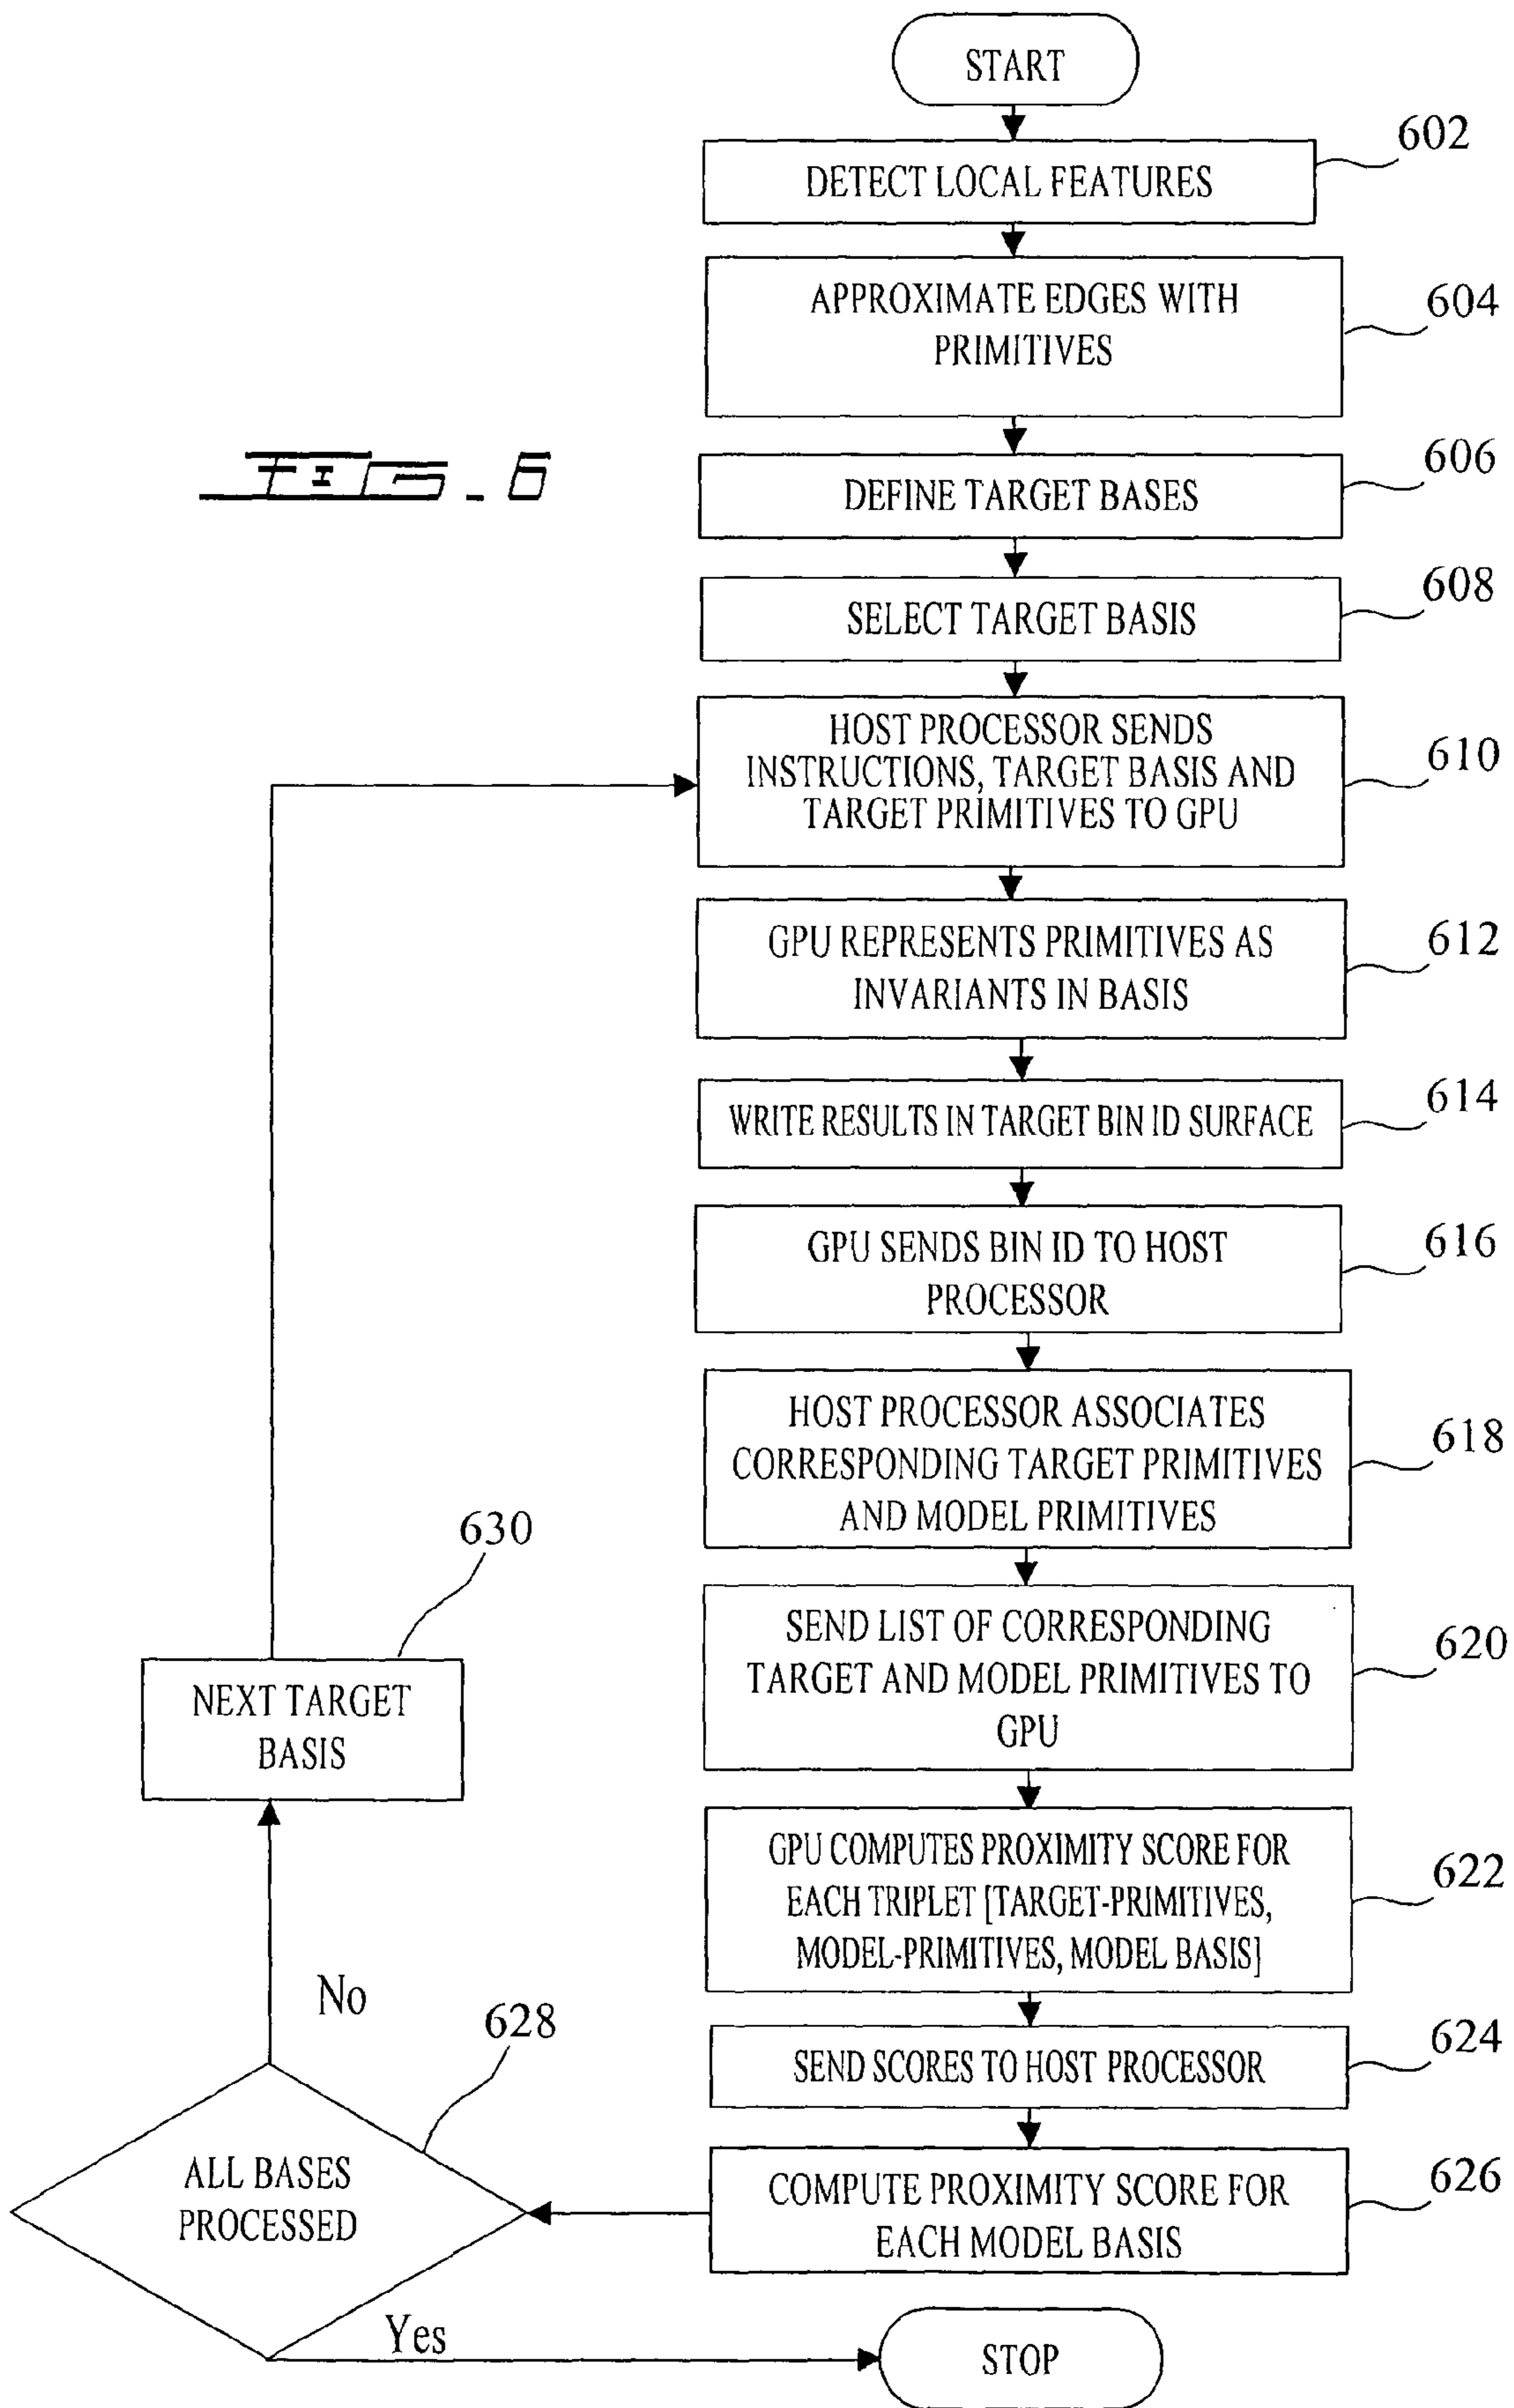 START
602
DETECT LOCAL FEATURES
604
APPROXIMATE EDGES WITH
PRIMITIVES
FIG. 6
606
DEFINE TARGET BASES
608
SELECT TARGET BASIS
610
HOST PROCESSOR SENDS
INSTRUCTIONS, TARGET BASIS AND
TARGET PRIMITIVES TO GPU
612
GPU REPRESENTS PRIMITIVES AS
INVARIANTS IN BASIS
614
WRITE RESULTS IN TARGET BIN ID SURFACE
616
GPU SENDS BIN ID TO HOST
PROCESSOR
618
HOST PROCESSOR ASSOCIATES
CORRESPONDING TARGET PRIMITIVES
AND MODEL PRIMITIVES
620
SEND LIST OF CORRESPONDING
TARGET AND MODEL PRIMITIVES TO
GPU
622
GPU COMPUTES PROXIMITY SCORE FOR
EACH TRIPLET [TARGET-PRIMITIVES,
MODEL-PRIMITIVES, MODEL BASIS]
624
SEND SCORES TO HOST PROCESSOR
626
COMPUTE PROXIMITY SCORE FOR
EACH MODEL BASIS
628
ALL BASES
PROCESSED
No
630
NEXT TARGET
BASIS
Yes
STOP